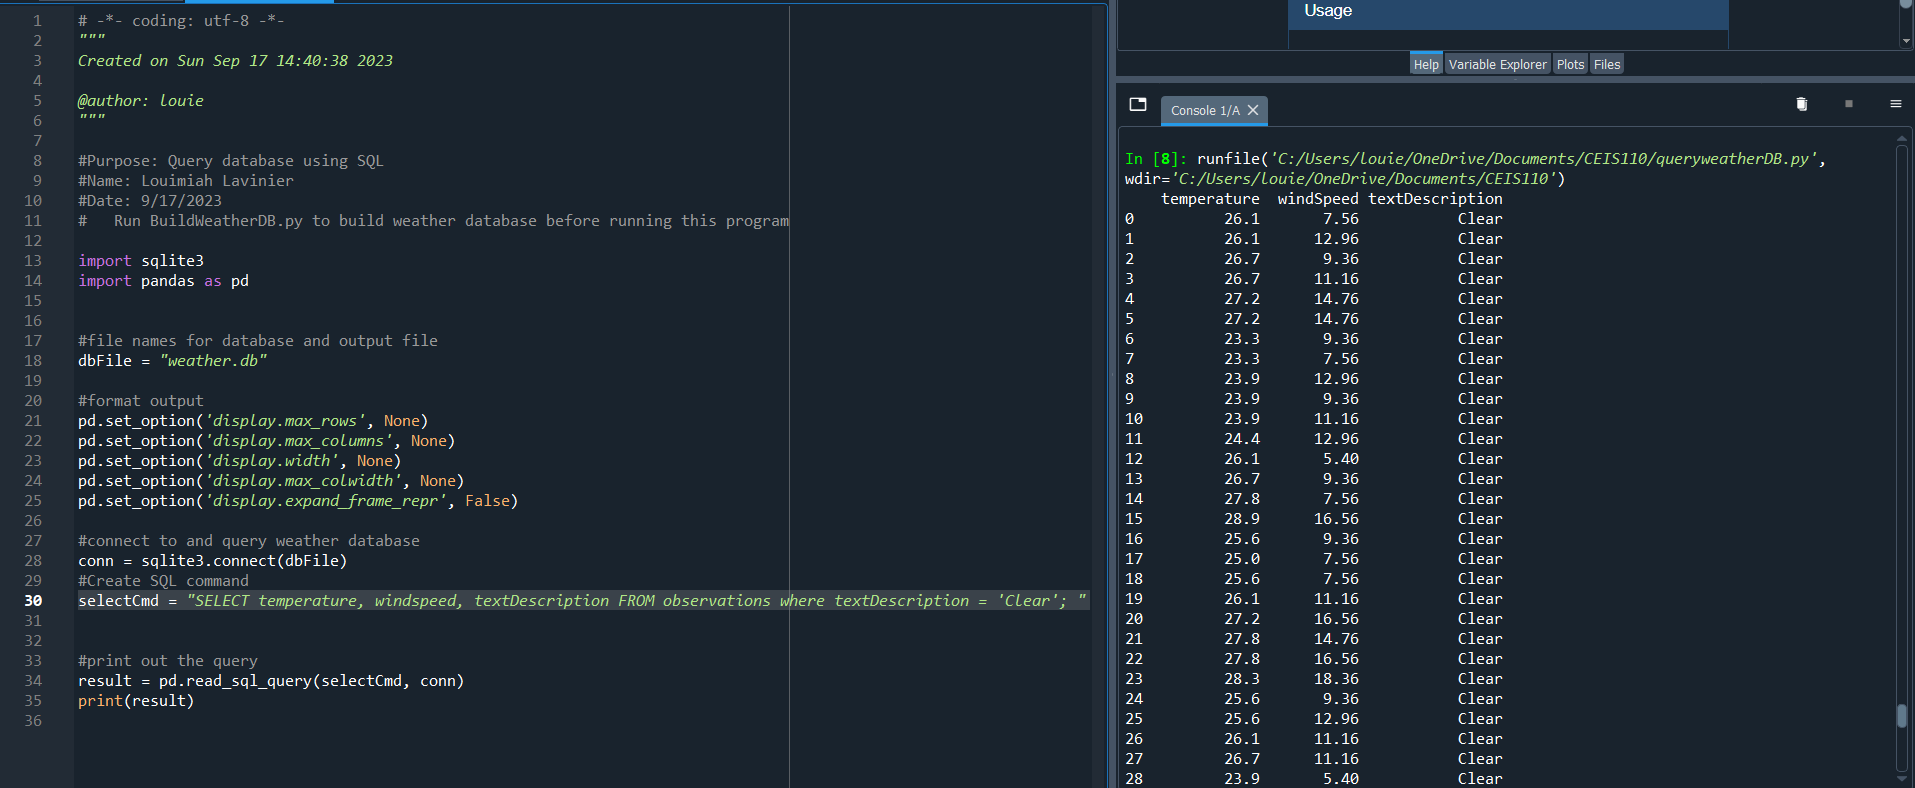 1 # -*- coding: utf-8 -*-
2 """
3 Created on Sun Sep 17 14:40:38 2023
4
5 @author: louie
6 """
7
8 #Purpose: Query database using SQL
9 #Name: Louimiah Lavinier
10 #Date: 9/17/2023
11 #   Run BuildWeatherDB.py to build weather database before running this program
12
13 import sqlite3
14 import pandas as pd
15
16
17 #file names for database and output file
18 dbFile = "weather.db"
19
20 #format output
21 pd.set_option('display.max_rows', None)
22 pd.set_option('display.max_columns', None)
23 pd.set_option('display.width', None)
24 pd.set_option('display.max_colwidth', None)
25 pd.set_option('display.expand_frame_repr', False)
26
27 #connect to and query weather database
28 conn = sqlite3.connect(dbFile)
29 #Create SQL command
30 selectCmd = "SELECT temperature, windspeed, textDescription FROM observations where textDescription = 'Clear'; "
31
32
33 #print out the query
34 result = pd.read_sql_query(selectCmd, conn)
35 print(result)
36
Usage
Help Variable Explorer Plots Files
Console 1/A
In [8]: runfile('C:/Users/louie/OneDrive/Documents/CEIS110/queryweatherDB.py',
wdir='C:/Users/louie/OneDrive/Documents/CEIS110')
temperature windSpeed textDescription
0 26.1 7.56 Clear
1 26.1 12.96 Clear
2 26.7 9.36 Clear
3 26.7 11.16 Clear
4 27.2 14.76 Clear
5 27.2 14.76 Clear
6 23.3 9.36 Clear
7 23.3 7.56 Clear
8 23.9 12.96 Clear
9 23.9 9.36 Clear
10 23.9 11.16 Clear
11 24.4 12.96 Clear
12 26.1 5.40 Clear
13 26.7 9.36 Clear
14 27.8 7.56 Clear
15 28.9 16.56 Clear
16 25.6 9.36 Clear
17 25.0 7.56 Clear
18 25.6 7.56 Clear
19 26.1 11.16 Clear
20 27.2 16.56 Clear
21 27.8 14.76 Clear
22 27.8 16.56 Clear
23 28.3 18.36 Clear
24 25.6 9.36 Clear
25 25.6 12.96 Clear
26 26.1 11.16 Clear
27 26.7 11.16 Clear
28 23.9 5.40 Clear